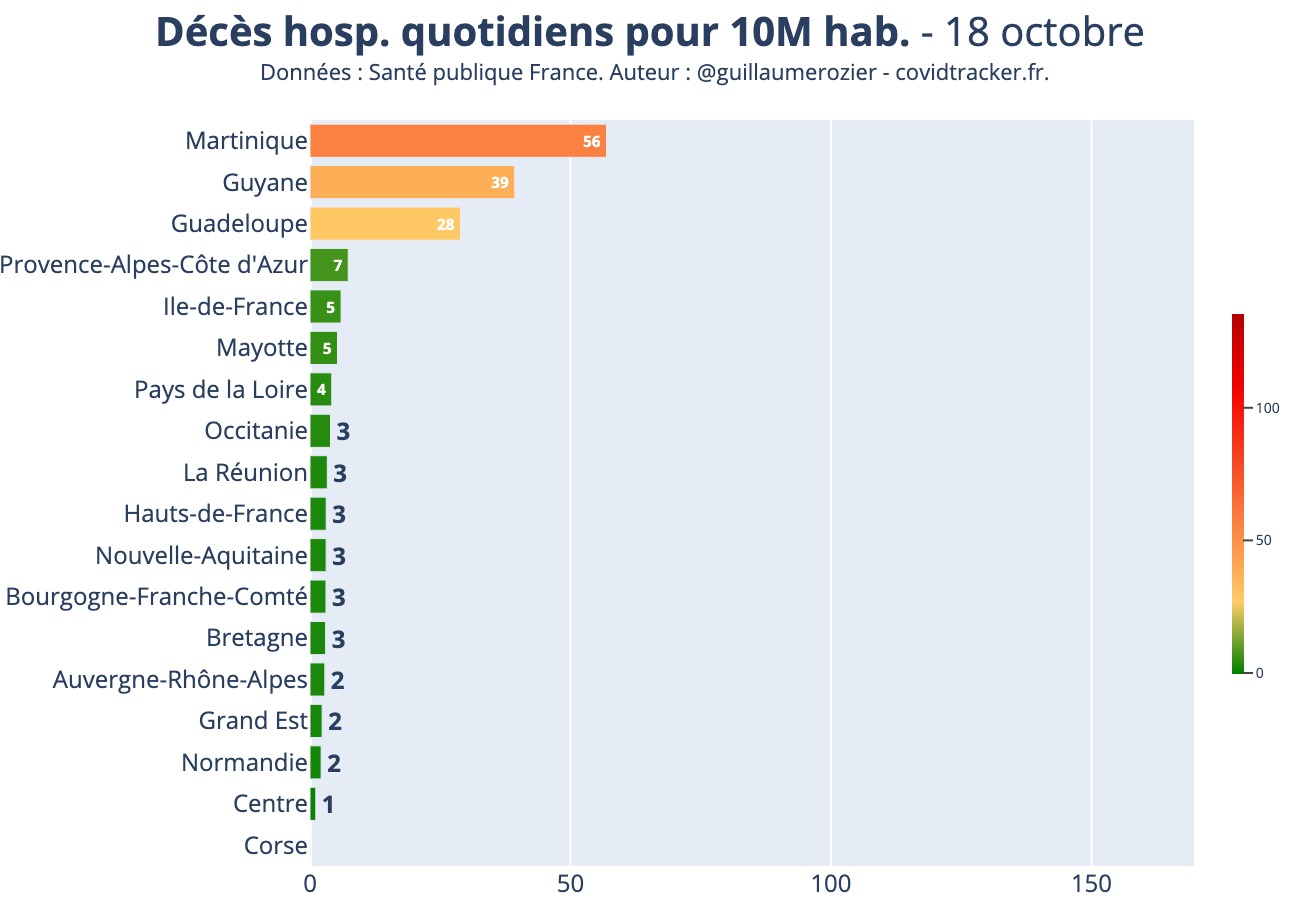 Décès hosp. quotidiens pour 10M hab. - 18 octobre
Données : Santé publique France. Auteur : @guillaumerozier - covidtracker.fr.
Martinique 56
Guyane 39
Guadeloupe 28
Provence-Alpes-Côte d'Azur 7
Ile-de-France 5
Mayotte 5
Pays de la Loire 4
Occitanie 3
La Réunion 3
Hauts-de-France 3
Nouvelle-Aquitaine 3
Bourgogne-Franche-Comté 3
Bretagne 3
Auvergne-Rhône-Alpes 2
Grand Est 2
Normandie 2
Centre 1
Corse
0 50 100 150
100
50
0